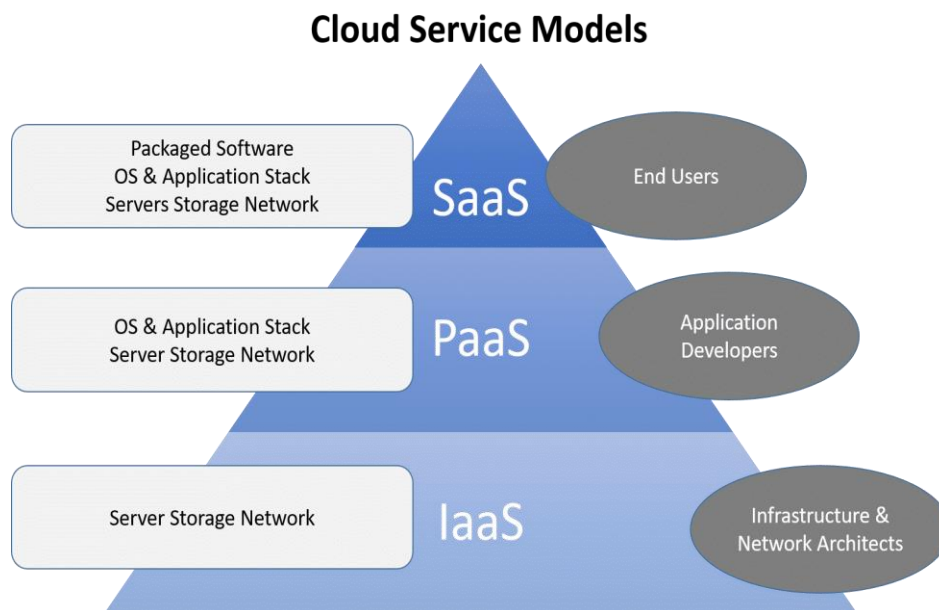 Cloud Service Models
Packaged Software
OS & Application Stack
Servers Storage Network
SaaS
End Users
OS & Application Stack
Server Storage Network
PaaS
Application
Developers
Server Storage Network
IaaS
Infrastructure &
Network Architects